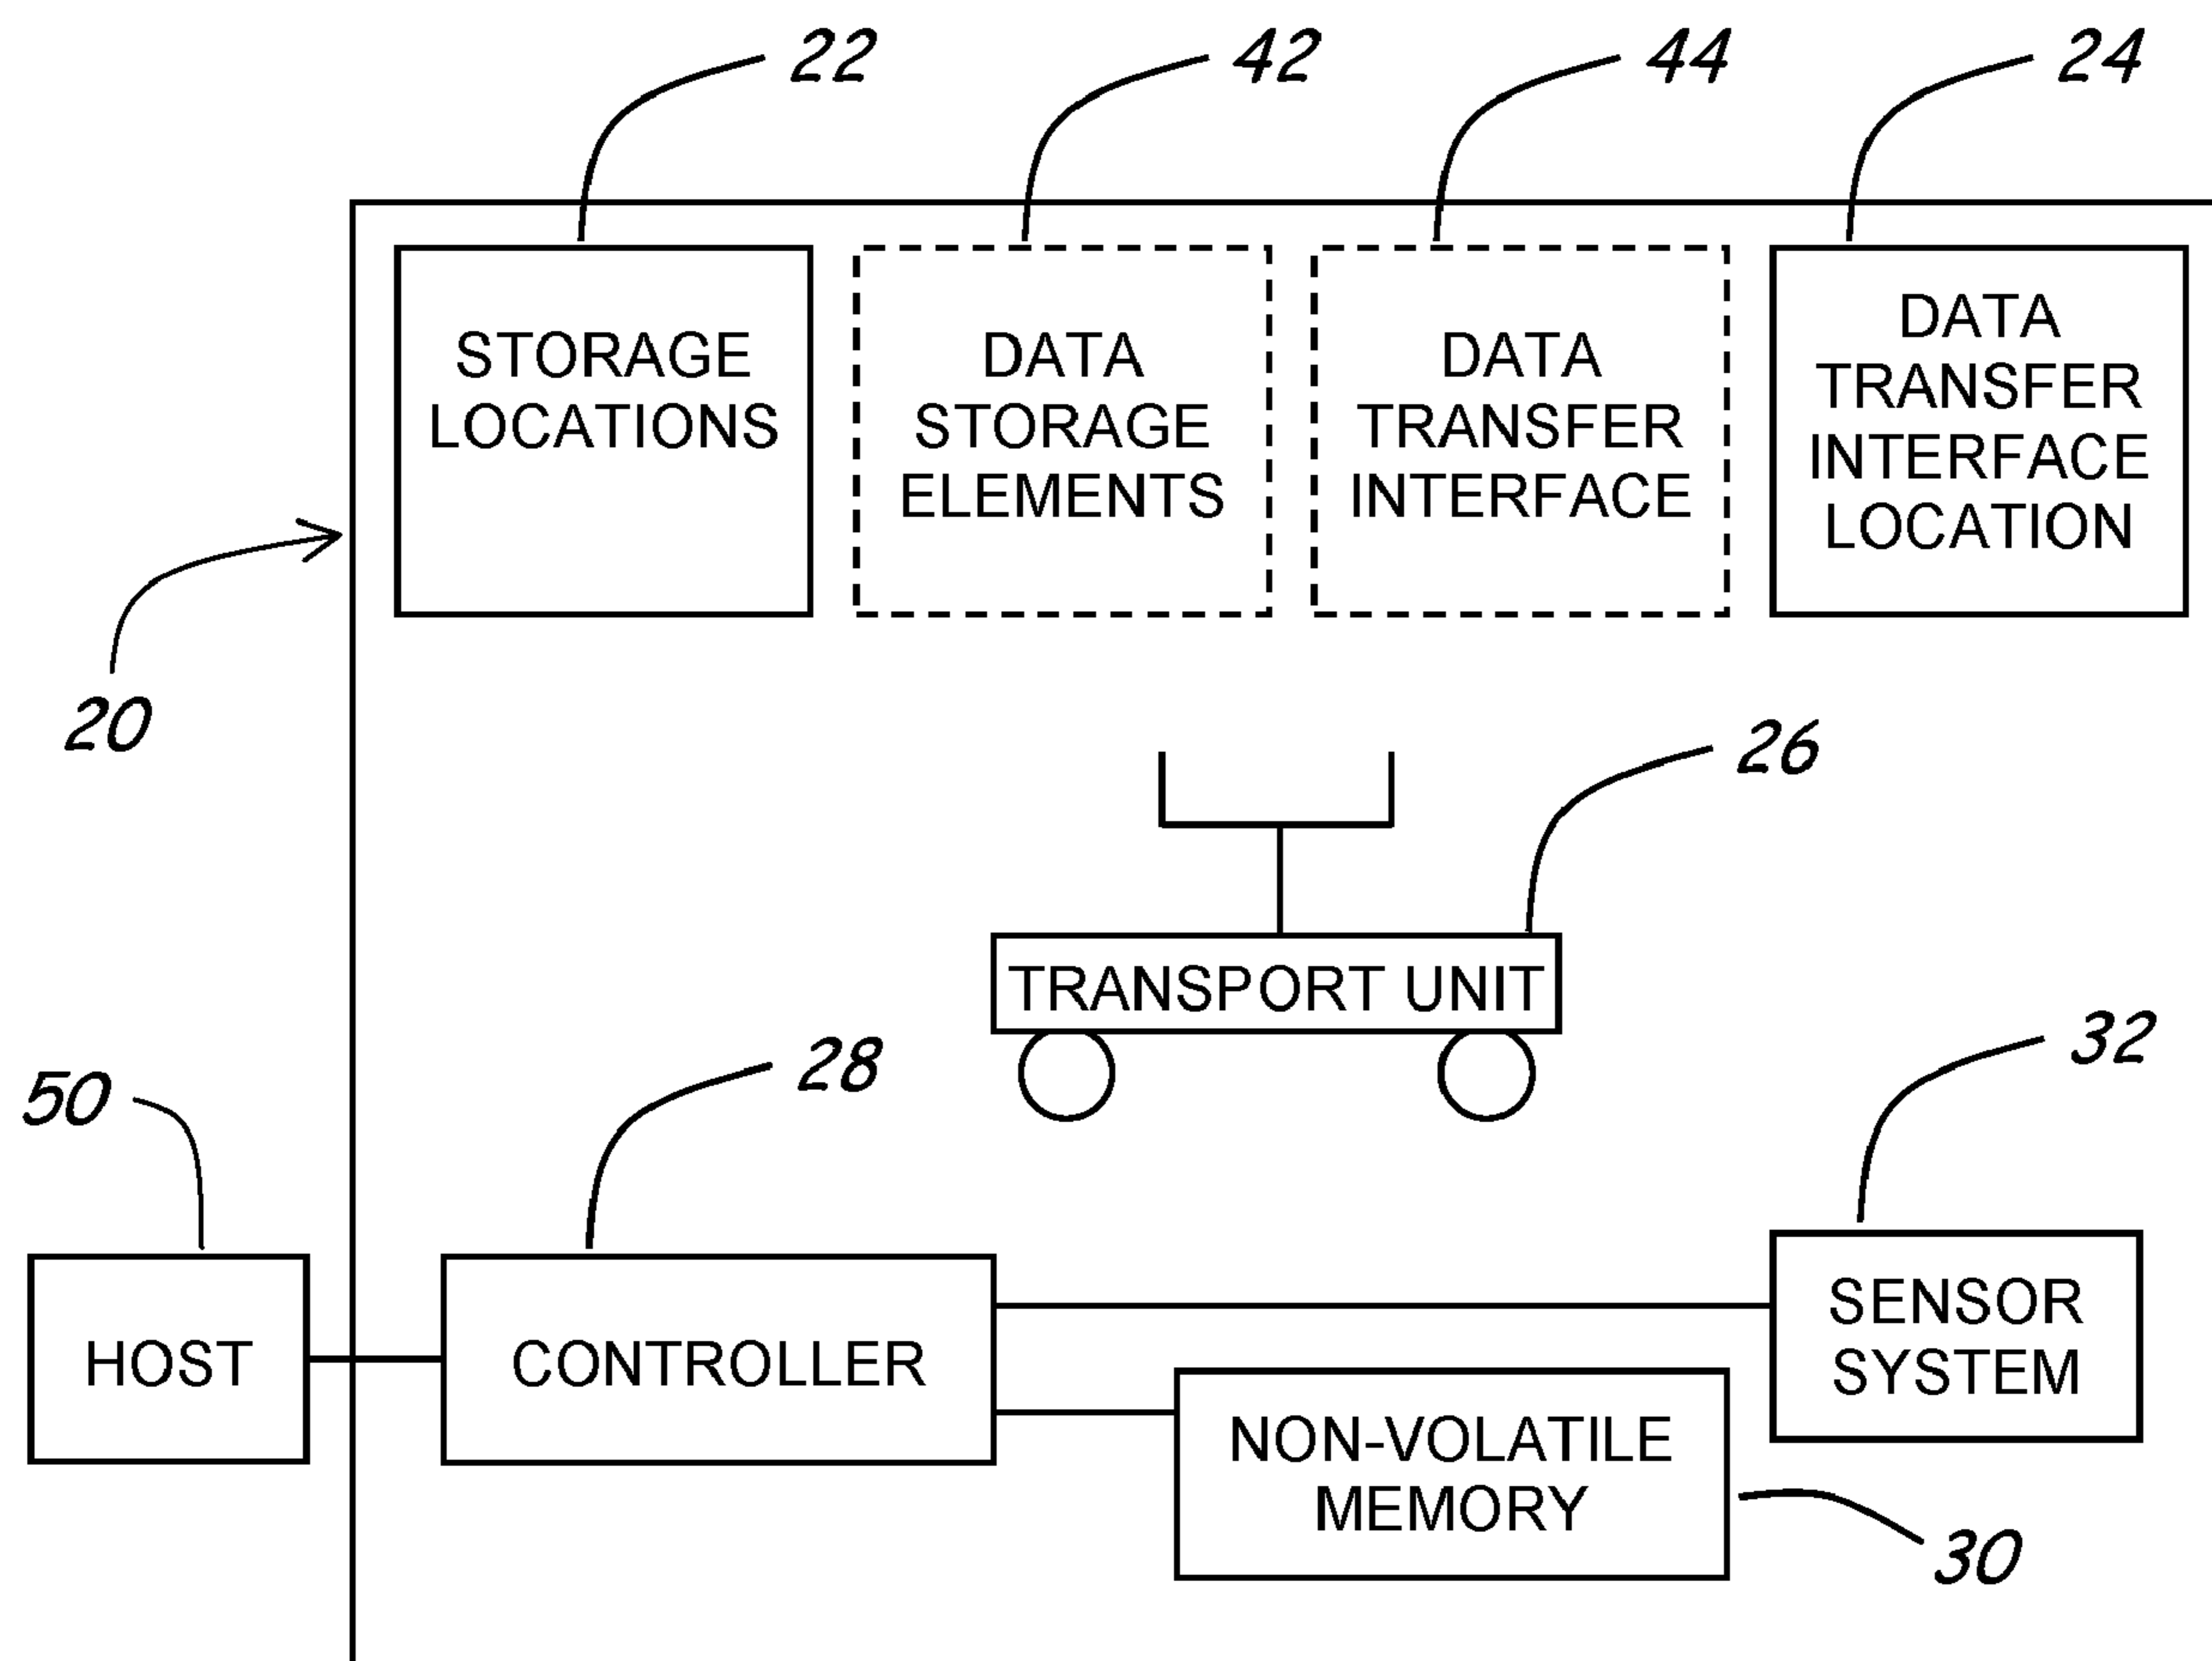 22
42
44
24
STORAGE
LOCATIONS
DATA
STORAGE
ELEMENTS
DATA
TRANSFER
INTERFACE
DATA
TRANSFER
INTERFACE
LOCATION
20
26
TRANSPORT UNIT
50
28
32
HOST
CONTROLLER
SENSOR
SYSTEM
NON-VOLATILE
MEMORY
30